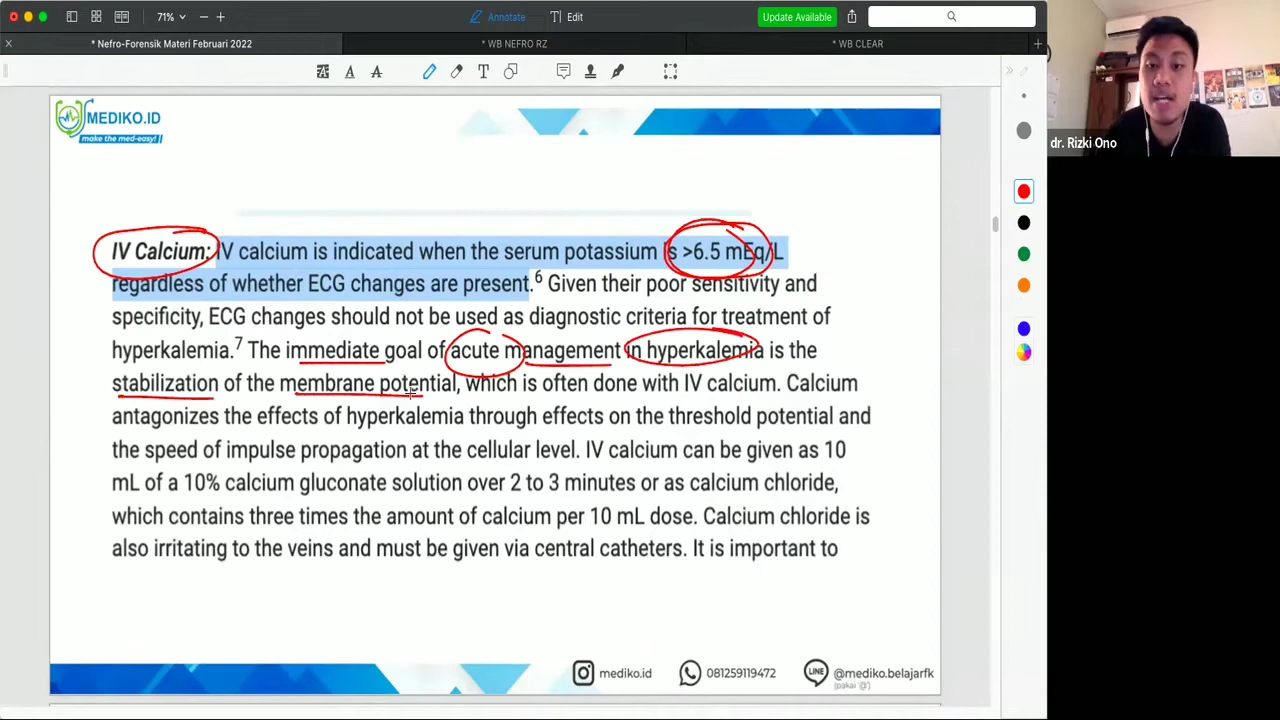 71%
Annotate
Edit
Update Available
* Nefro-Forensik Materi Februari 2022
* WB NEFRO RZ
* WB CLEAR
MEDIKO.ID
make the med-easy!
dr. Rizki Ono
IV Calcium: IV calcium is indicated when the serum potassium is >6.5 mEq/L
regardless of whether ECG changes are present.6 Given their poor sensitivity and
specificity, ECG changes should not be used as diagnostic criteria for treatment of
hyperkalemia.7 The immediate goal of acute management in hyperkalemia is the
stabilization of the membrane potential, which is often done with IV calcium. Calcium
antagonizes the effects of hyperkalemia through effects on the threshold potential and
the speed of impulse propagation at the cellular level. IV calcium can be given as 10
mL of a 10% calcium gluconate solution over 2 to 3 minutes or as calcium chloride,
which contains three times the amount of calcium per 10 mL dose. Calcium chloride is
also irritating to the veins and must be given via central catheters. It is important to
mediko.id
081259119472
LINE
@mediko.belajarfk
(pakai '@')